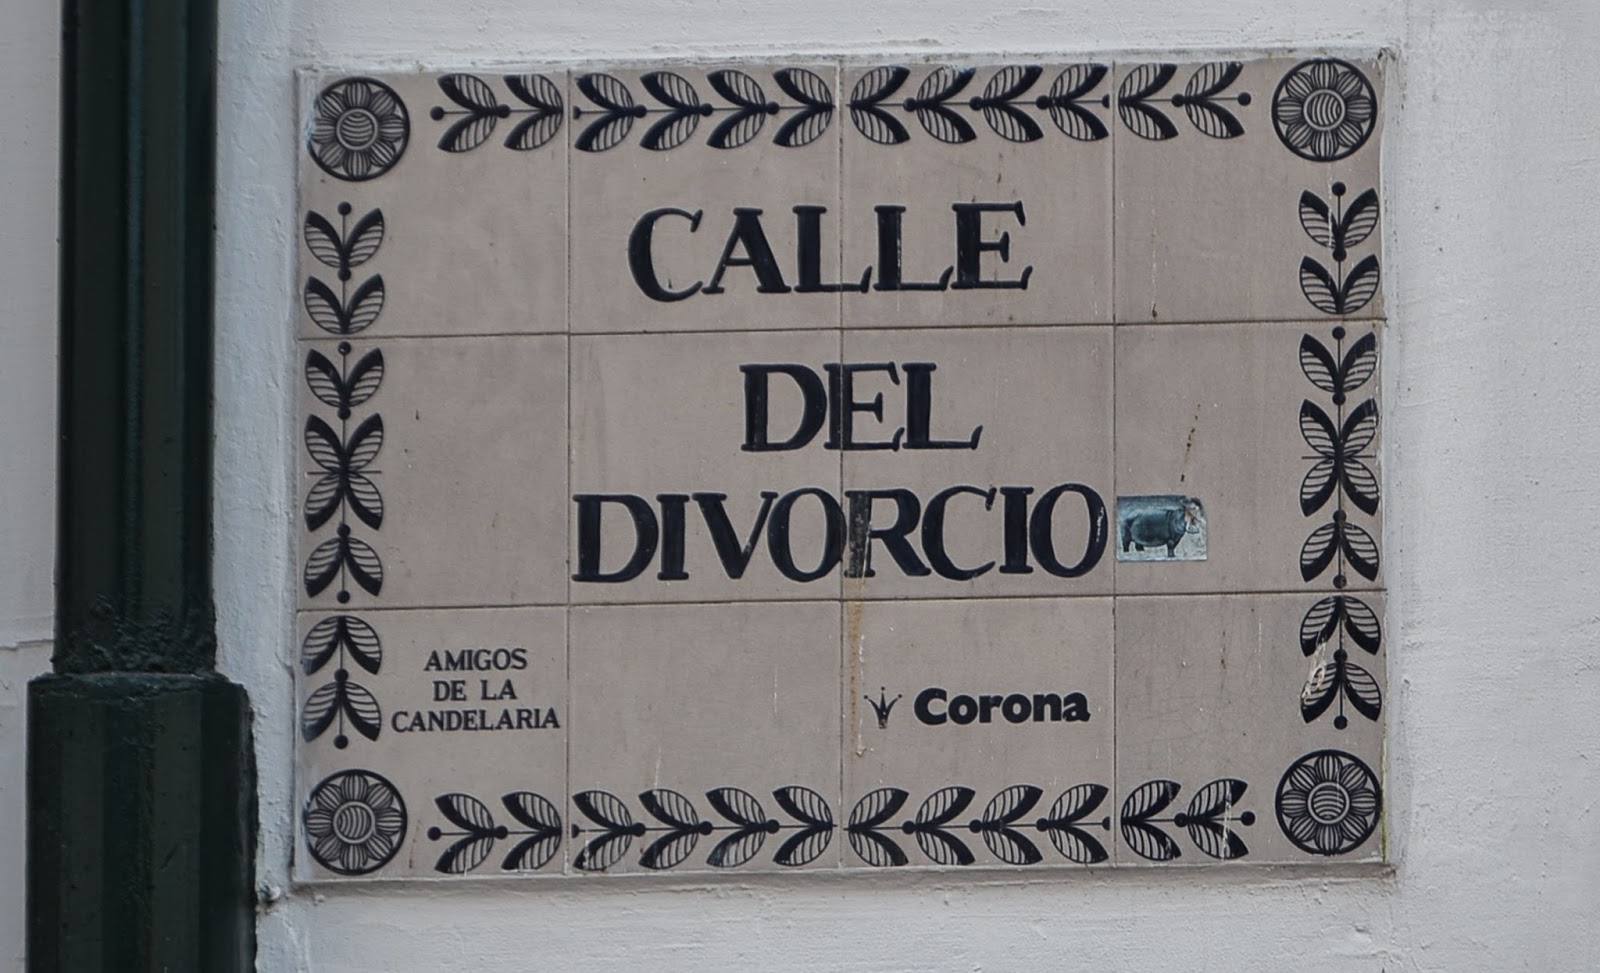 CALLE
DEL
DIVORCIO
AMIGOS
DE LA
CANDELARIA
Corona